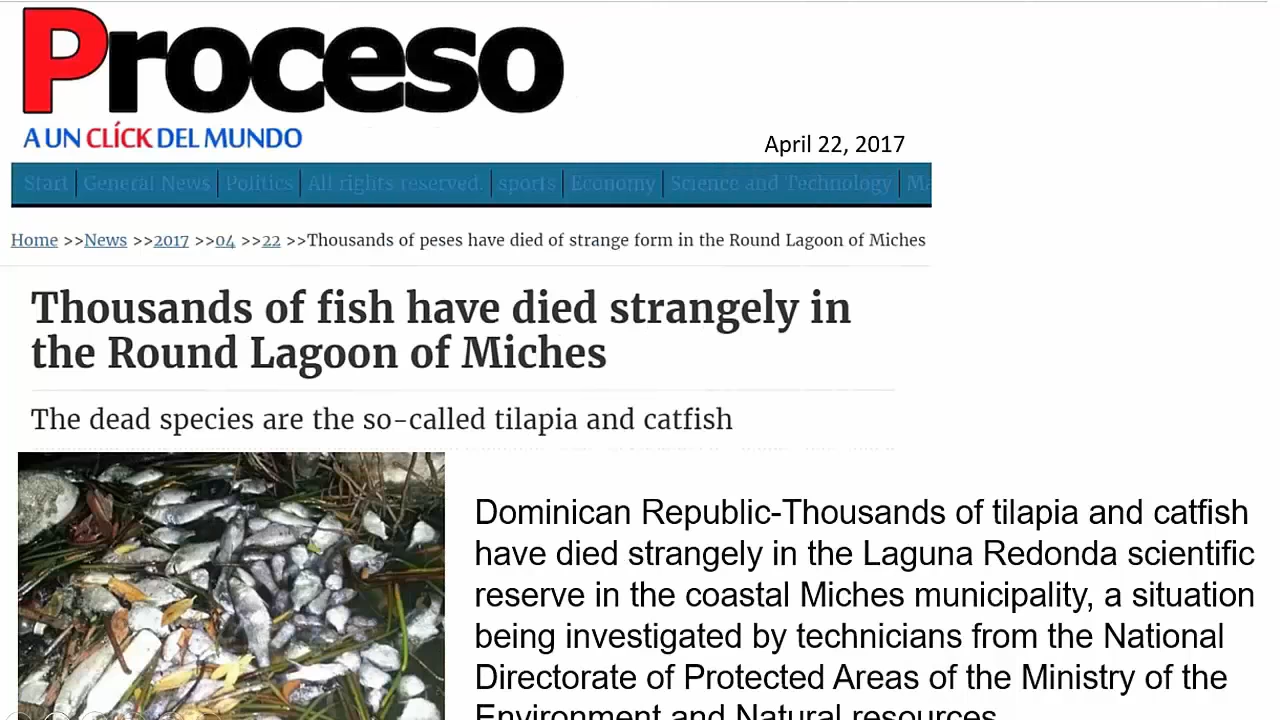 Proceso
A UN CLÍCK DEL MUNDO
April 22, 2017
Start General News Politics All rights reserved. sports Economy Science and Technology Ma
Home >>News >>2017 >>04 >>22 >>Thousands of peses have died of strange form in the Round Lagoon of Miches
Thousands of fish have died strangely in
the Round Lagoon of Miches
The dead species are the so-called tilapia and catfish
Dominican Republic-Thousands of tilapia and catfish
have died strangely in the Laguna Redonda scientific
reserve in the coastal Miches municipality, a situation
being investigated by technicians from the National
Directorate of Protected Areas of the Ministry of the
Environment and Natural resources